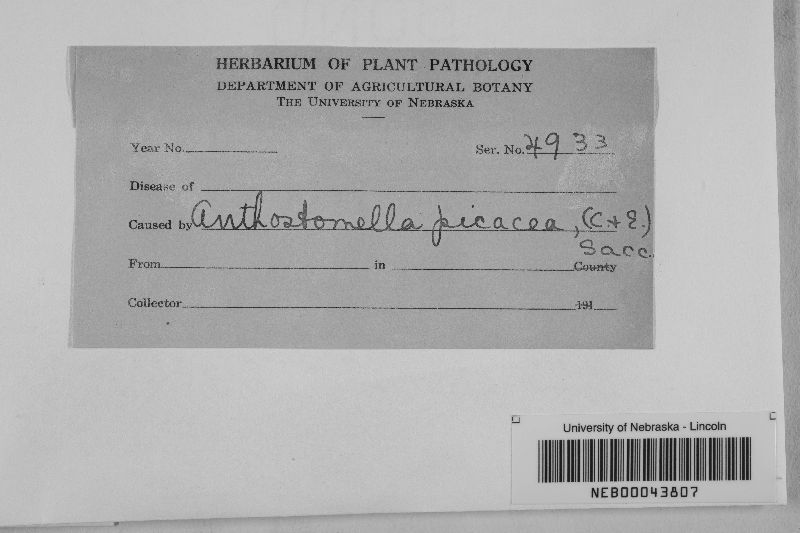 HERBARIUM OF PLANT PATHOLOGY
DEPARTMENT OF AGRICULTURAL BOTANY
THE UNIVERSITY OF NEBRASKA
Year No. Ser. No. 4933
Disease of
Caused by Anthostomella picacea, (C. & E.)
Sacc.
From in County
Collector 191
University of Nebraska - Lincoln
NEB00043807